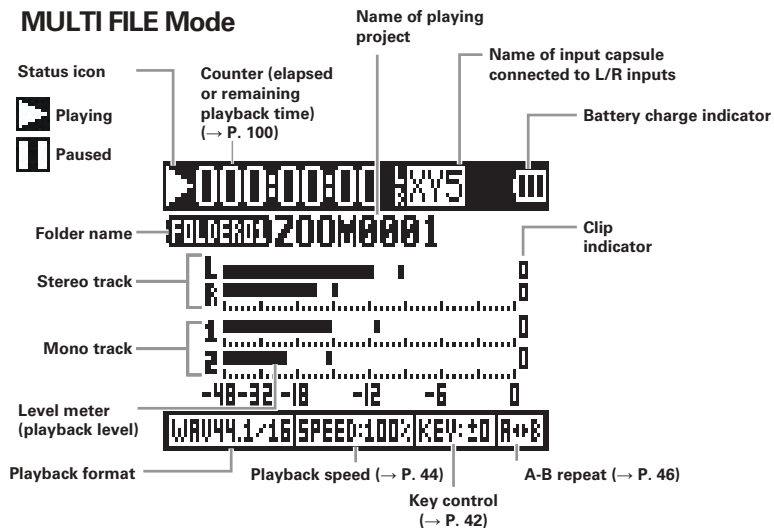 MULTI FILE Mode
Name of playing
project
Status icon
Counter (elapsed
or remaining
playback time)
(→ P. 100)
Name of input capsule
connected to L/R inputs
Playing
Paused
Battery charge indicator
000:00:00 L R XY5
Folder name
FOLDER01 ZOOM0001
Clip
indicator
Stereo track
L 0
R 0
Mono track
1 0
2 0
-48 -32 -18 -12 -6 0
Level meter
(playback level)
WAV44.1/16 SPEED:100% KEY:±0 A↔B
Playback format
Playback speed (→ P. 44)
A-B repeat (→ P. 46)
Key control
(→ P. 42)